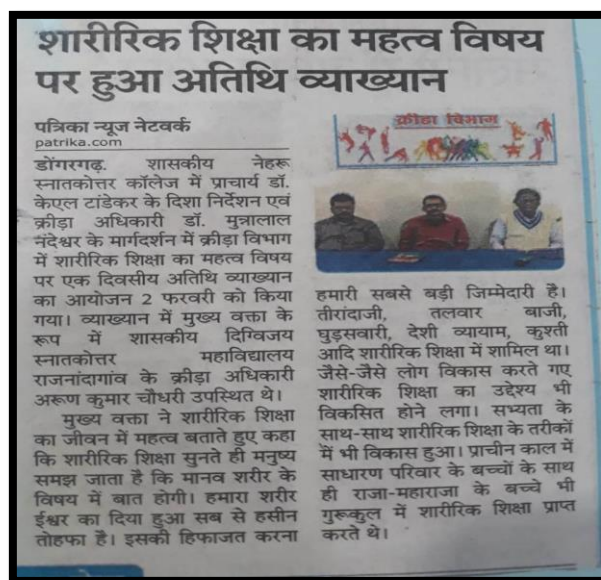 शारीरिक शिक्षा का महत्व विषय
पर हुआ अतिथि व्याख्यान
पत्रिका न्यूज नेटवर्क
patrika.com
डोंगरगढ़. शासकीय नेहरू
स्नातकोत्तर कॉलेज में प्राचार्य डॉ.
केएल टांडेकर के दिशा निर्देशन एवं
क्रीड़ा अधिकारी डॉ. मुन्नालाल
नंदेश्वर के मार्गदर्शन में क्रीड़ा विभाग
में शारीरिक शिक्षा का महत्व विषय
पर एक दिवसीय अतिथि व्याख्यान
का आयोजन 2 फरवरी को किया
गया। व्याख्यान में मुख्य वक्ता के
रूप में शासकीय दिग्विजय
स्नातकोत्तर महाविद्यालय
राजनांदागांव के क्रीड़ा अधिकारी
अरूण कुमार चौधरी उपस्थित थे।
मुख्य वक्ता ने शारीरिक शिक्षा
का जीवन में महत्व बताते हुए कहा
कि शारीरिक शिक्षा सुनते ही मनुष्य
समझ जाता है कि मानव शरीर के
विषय में बात होगी। हमारा शरीर
ईश्वर का दिया हुआ सब से हसीन
तोहफा है। इसकी हिफाजत करना
क्रीड़ा विभाग
हमारी सबसे बड़ी जिम्मेदारी है।
तीरांदाजी, तलवार बाजी,
घुड़सवारी, देशी व्यायाम, कुश्ती
आदि शारीरिक शिक्षा में शामिल था।
जैसे-जैसे लोग विकास करते गए
शारीरिक शिक्षा का उद्देश्य भी
विकसित होने लगा। सभ्यता के
साथ-साथ शारीरिक शिक्षा के तरीकों
में भी विकास हुआ। प्राचीन काल में
साधारण परिवार के बच्चों के साथ
ही राजा-महाराजा के बच्चे भी
गुरूकुल में शारीरिक शिक्षा प्राप्त
करते थे।